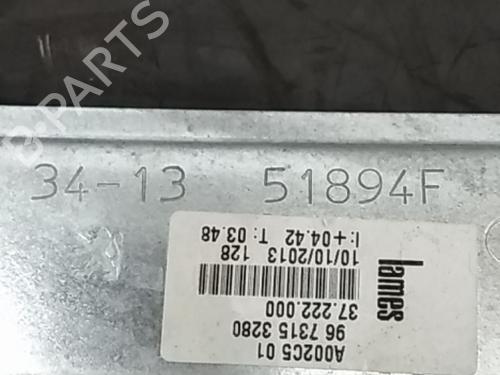 34-13 51894F
A002C5 01
96 7315 3280
37.222.000
10/10/2013 128
I:+04.42 T: 03.48
lames
B-PARTS